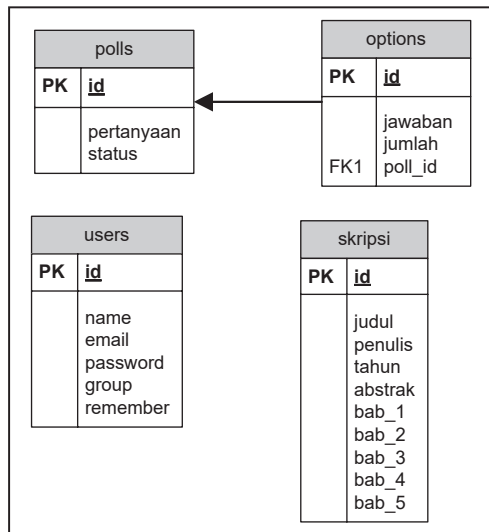 polls
PK id
pertanyaan
status
options
PK id
jawaban
jumlah
FK1 poll_id
users
PK id
name
email
password
group
remember
skripsi
PK id
judul
penulis
tahun
abstrak
bab_1
bab_2
bab_3
bab_4
bab_5